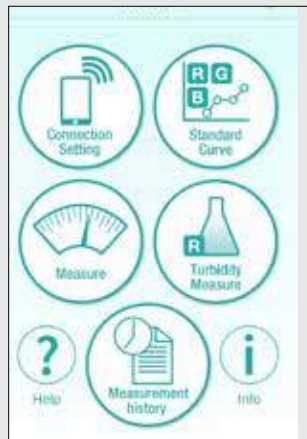 Connection
Setting
R G
B
Standard
Curve
Measure
R
Turbidity
Measure
?
Help
Measurement
history
i
Info